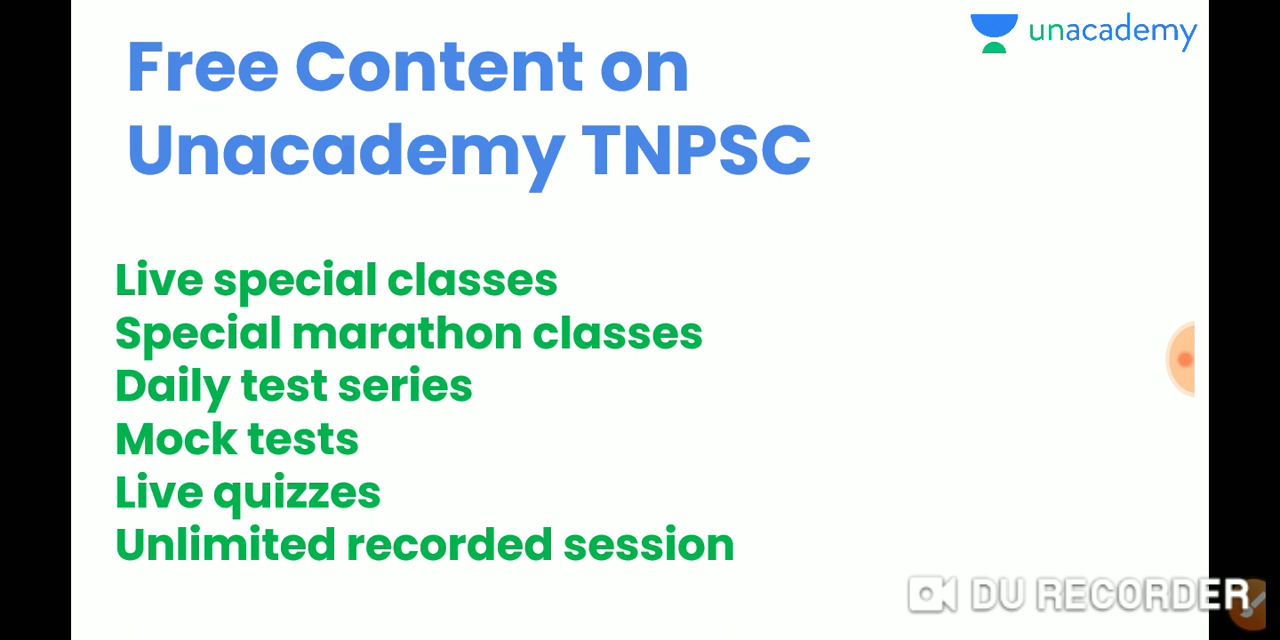 unacademy
Free Content on
Unacademy TNPSC
Live special classes
Special marathon classes
Daily test series
Mock tests
Live quizzes
Unlimited recorded session
DU RECORDER